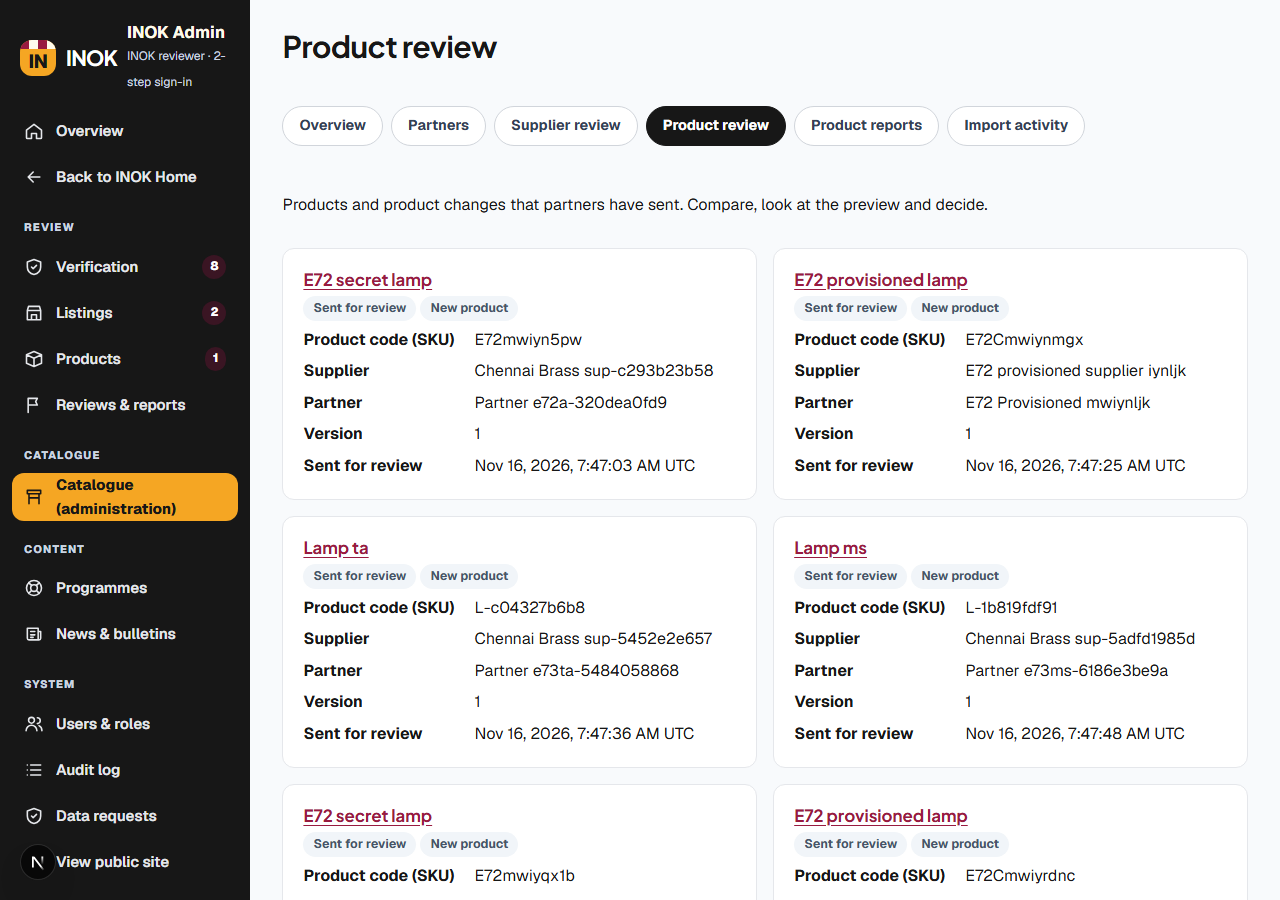 IN
INOK
INOK Admin
INOK reviewer · 2-
step sign-in
Overview
Back to INOK Home
REVIEW
Verification 8
Listings 2
Products 1
Reviews & reports
CATALOGUE
Catalogue
(administration)
CONTENT
Programmes
News & bulletins
SYSTEM
Users & roles
Audit log
Data requests
N
View public site
Product review
Overview Partners Supplier review Product review Product reports Import activity
Products and product changes that partners have sent. Compare, look at the preview and decide.
E72 secret lamp
Sent for review New product
Product code (SKU) E72mwiyn5pw
Supplier Chennai Brass sup-c293b23b58
Partner Partner e72a-320dea0fd9
Version 1
Sent for review Nov 16, 2026, 7:47:03 AM UTC
E72 provisioned lamp
Sent for review New product
Product code (SKU) E72Cmwiynmgx
Supplier E72 provisioned supplier iynljk
Partner E72 Provisioned mwiynljk
Version 1
Sent for review Nov 16, 2026, 7:47:25 AM UTC
Lamp ta
Sent for review New product
Product code (SKU) L-c04327b6b8
Supplier Chennai Brass sup-5452e2e657
Partner Partner e73ta-5484058868
Version 1
Sent for review Nov 16, 2026, 7:47:36 AM UTC
Lamp ms
Sent for review New product
Product code (SKU) L-1b819fdf91
Supplier Chennai Brass sup-5adfd1985d
Partner Partner e73ms-6186e3be9a
Version 1
Sent for review Nov 16, 2026, 7:47:48 AM UTC
E72 secret lamp
Sent for review New product
Product code (SKU) E72mwiyqx1b
E72 provisioned lamp
Sent for review New product
Product code (SKU) E72Cmwiyrdnc